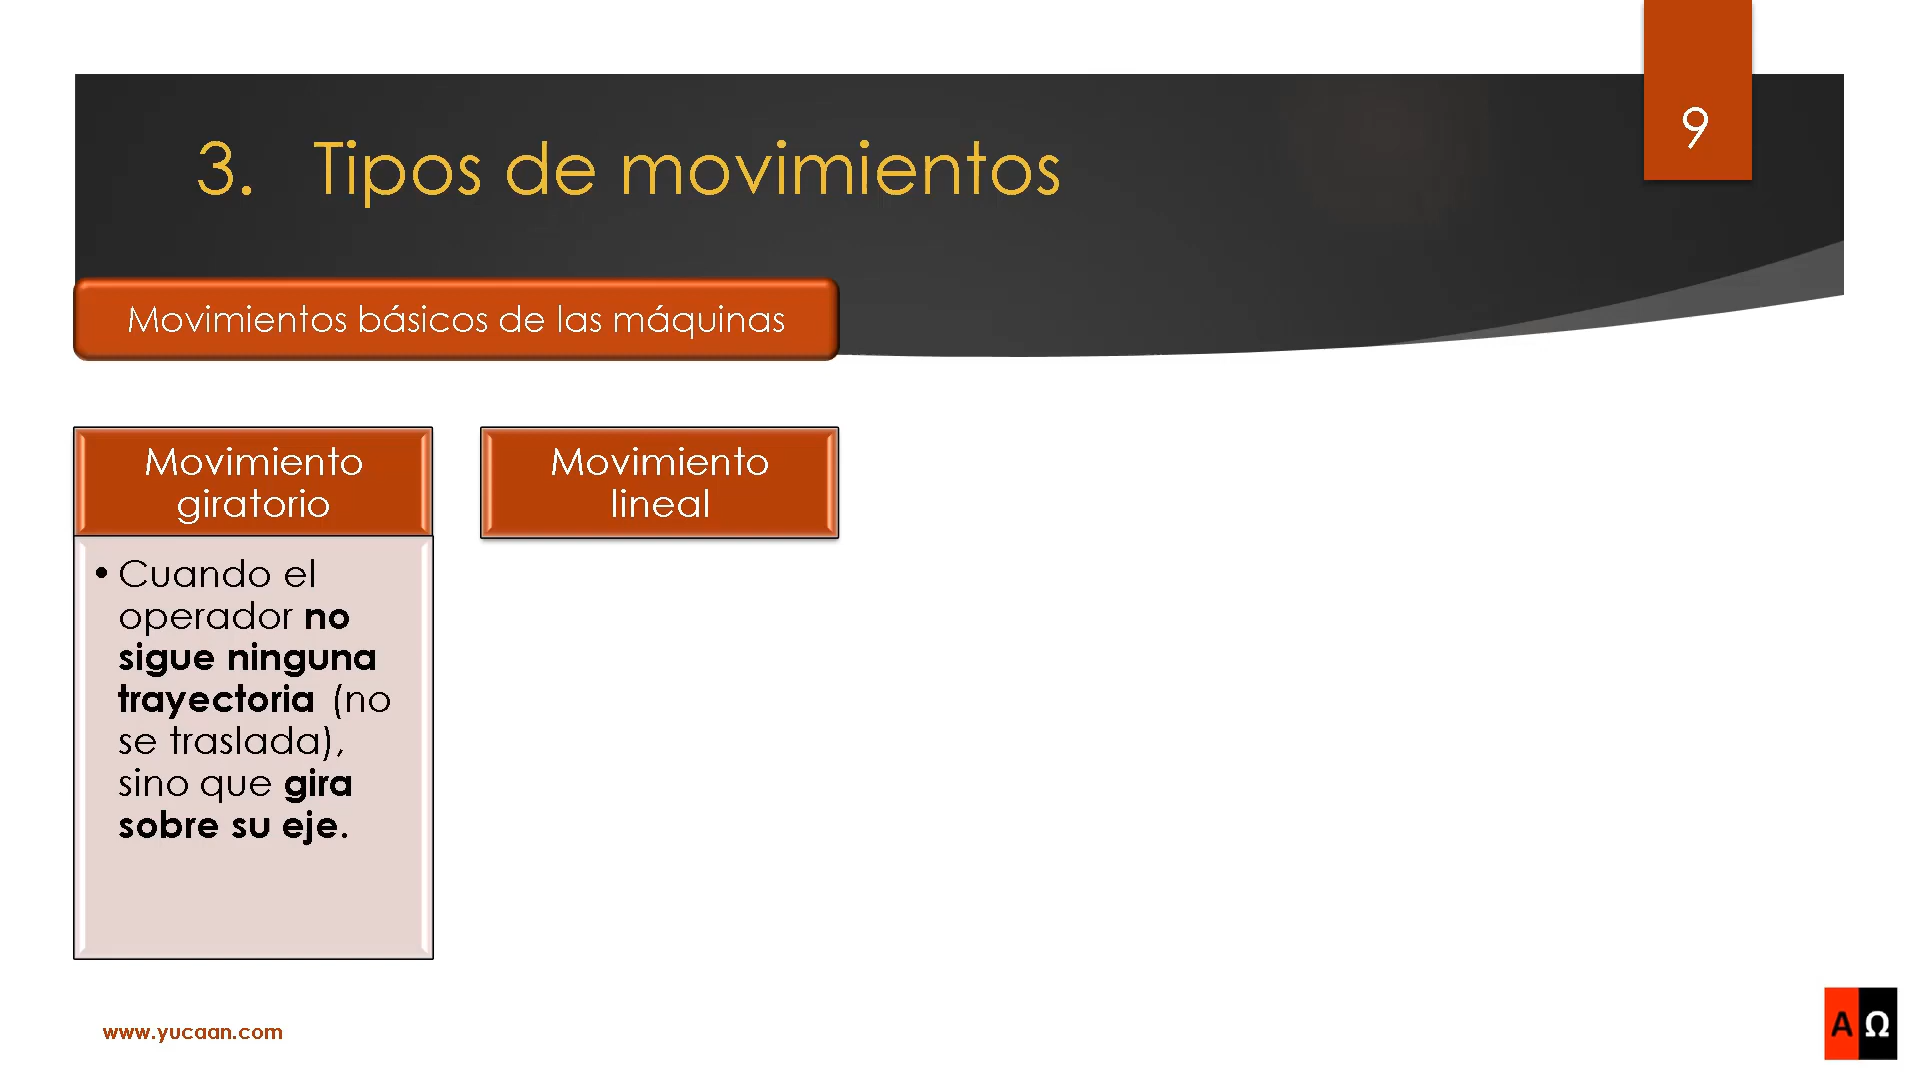 9
3. Tipos de movimientos
Movimientos básicos de las máquinas
Movimiento
giratorio
• Cuando el
operador no
sigue ninguna
trayectoria (no
se traslada),
sino que gira
sobre su eje.
Movimiento
lineal
www.yucaan.com
A Ω